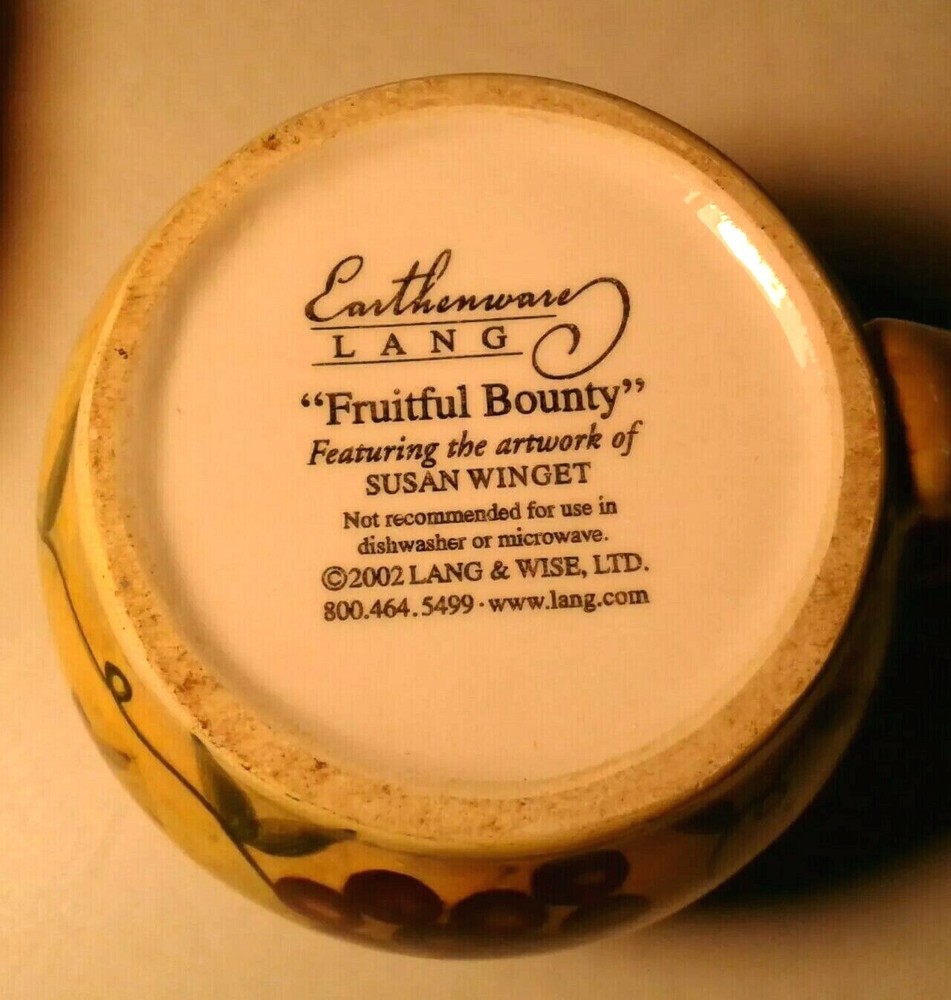 Earthenware
LANG
“Fruitful Bounty”
Featuring the artwork of
SUSAN WINGET
Not recommended for use in
dishwasher or microwave.
©2002 LANG & WISE, LTD.
800.464.5499 · www.lang.com